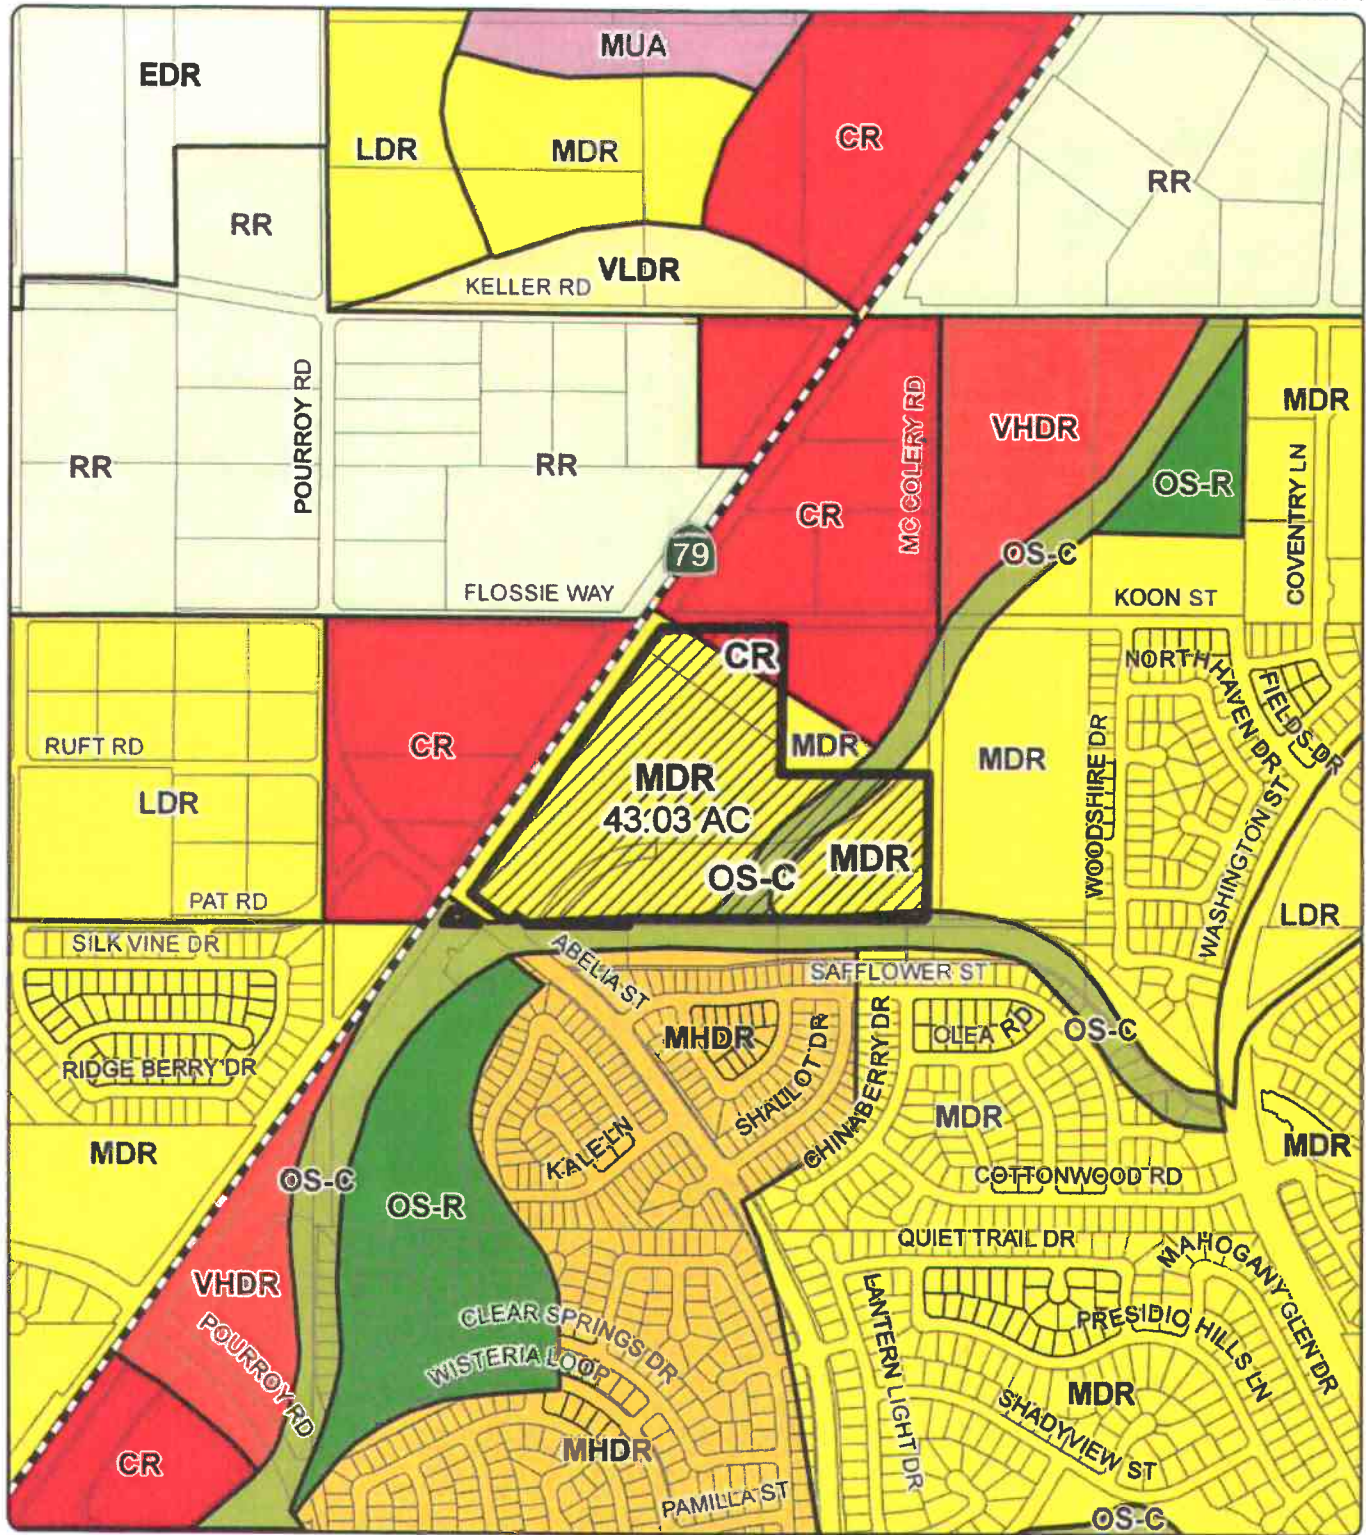 MUA
EDR
CR
LDR
MDR
RR
RR
VLDR
KELLER RD
POURROY RD
MC COLERY RD
VHDR
MDR
RR
RR
OS-R
CR
COVENTRY LN
79
OS-C
FLOSSIE WAY
KOON ST
CR
NORTH HAVEN DR
FIELDS DR
RUFT RD
CR
MDR
MDR
WOODSHIRE DR
MDR
43.03 AC
LDR
WASHINGTON ST
MDR
OS-C
PAT RD
LDR
SILK VINE DR
ABELIA ST
SAFFLOWER ST
MHDR
OLEA RD
OS-C
RIDGE BERRY DR
SHALLOT DR
CHINABERRY DR
MDR
MDR
KALE LN
MDR
OS-C
COTTONWOOD RD
OS-R
QUIET TRAIL DR
MAHOGANY GLEN DR
VHDR
LANTERN LIGHT DR
CLEAR SPRINGS DR
PRESIDIO HILLS LN
POURROY RD
WISTERIA LOOP
MDR
SHADYVIEW ST
CR
MHDR
PAMILLA ST
OS-C